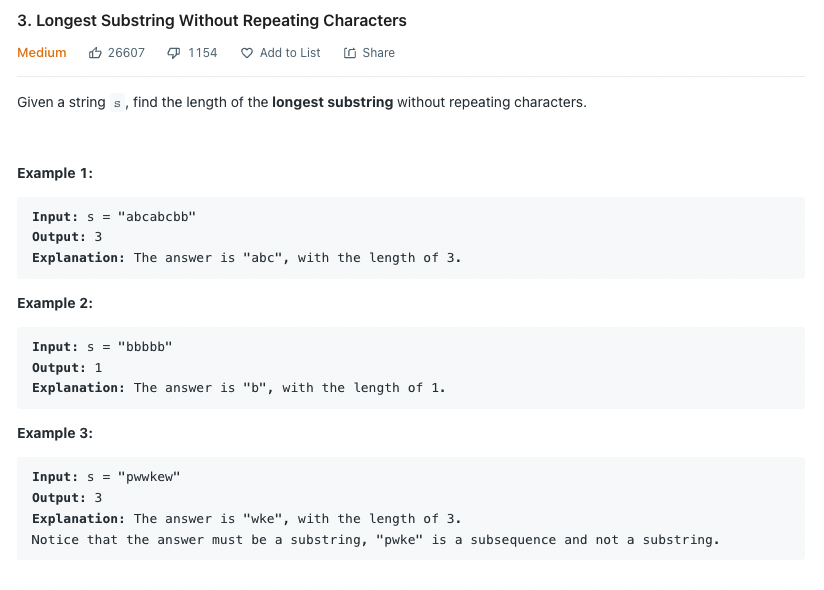 3. Longest Substring Without Repeating Characters
Medium 26607 1154 Add to List Share
Given a string s, find the length of the longest substring without repeating characters.
Example 1:
Input: s = "abcabcbb"
Output: 3
Explanation: The answer is "abc", with the length of 3.
Example 2:
Input: s = "bbbbb"
Output: 1
Explanation: The answer is "b", with the length of 1.
Example 3:
Input: s = "pwwkew"
Output: 3
Explanation: The answer is "wke", with the length of 3.
Notice that the answer must be a substring, "pwke" is a subsequence and not a substring.